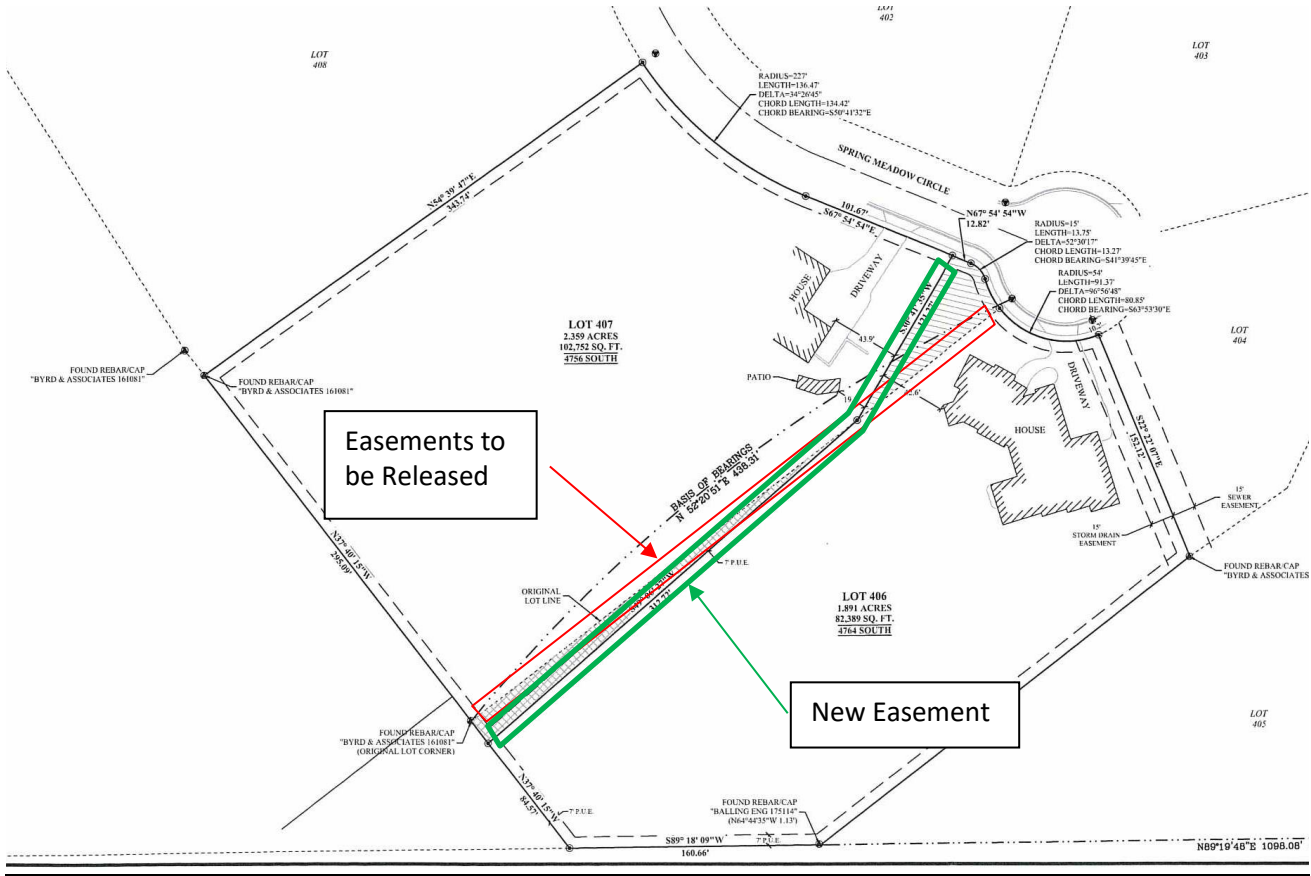 LOT
402
LOT
408
LOT
403
RADIUS=227'
LENGTH=136.47'
DELTA=34°26'45"
CHORD LENGTH=134.42'
CHORD BEARING=S50°41'32"E
SPRING MEADOW CIRCLE
N54° 39' 47"E
343.74'
101.67'
S67° 54' 54"E
N67° 54' 54"W
12.82'
RADIUS=15'
LENGTH=13.75'
DELTA=52°30'17"
CHORD LENGTH=13.27'
CHORD BEARING=S41°39'45"E
RADIUS=54'
LENGTH=91.37'
DELTA=96°56'48"
CHORD LENGTH=80.85'
CHORD BEARING=S63°53'30"E
HOUSE
DRIVEWAY
S30° 41' 35"W
LOT 407
2.359 ACRES
102,752 SQ. FT.
4756 SOUTH
LOT
404
10.2'
43.9'
FOUND REBAR/CAP
"BYRD & ASSOCIATES 161081"
FOUND REBAR/CAP
"BYRD & ASSOCIATES 161081"
PATIO
19
2.6'
DRIVEWAY
HOUSE
S22° 22' 07"E
152.12'
Easements to
be Released
BASIS OF BEARINGS
N 52°20'51"E 438.31'
15'
SEWER
EASEMENT
15'
STORM DRAIN
EASEMENT
N37° 40' 15"W
295.09'
7' P.U.E.
FOUND REBAR/CAP
"BYRD & ASSOCIATES
ORIGINAL
LOT LINE
312.72'
LOT 406
1.891 ACRES
82,389 SQ. FT.
4764 SOUTH
New Easement
LOT
405
FOUND REBAR/CAP
"BYRD & ASSOCIATES 161081"
(ORIGINAL LOT CORNER)
N37° 40' 15"W
84.57'
7' P.U.E.
FOUND REBAR/CAP
"BALLING ENG 175114"
(N64°44'35"W 1.13')
S89° 18' 09"W
160.66'
7' P.U.E.
N89°19'48"E 1098.08'